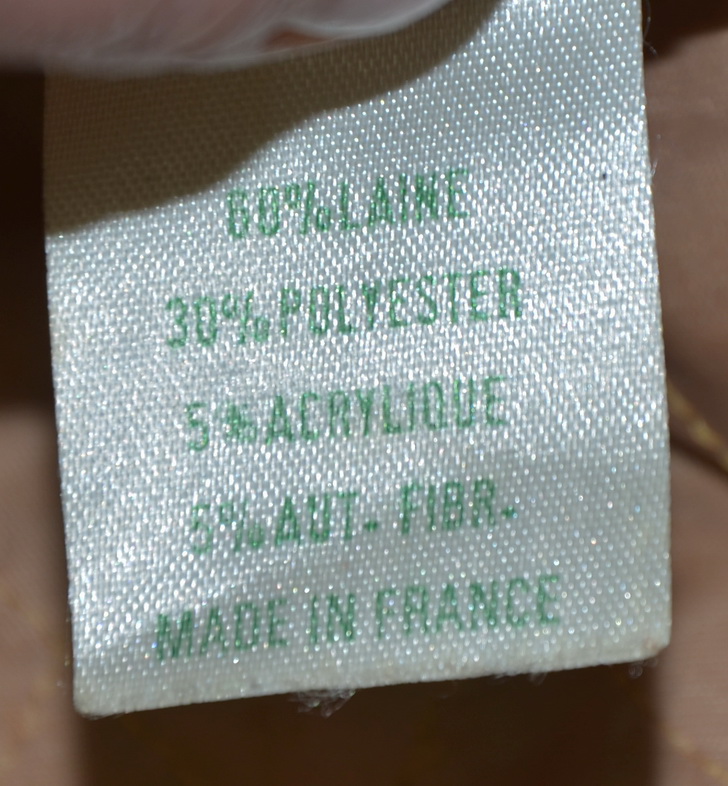 60%LAINE
30%POLYESTER
5%ACRYLIQUE
5%AUT. FIBR.
MADE IN FRANCE